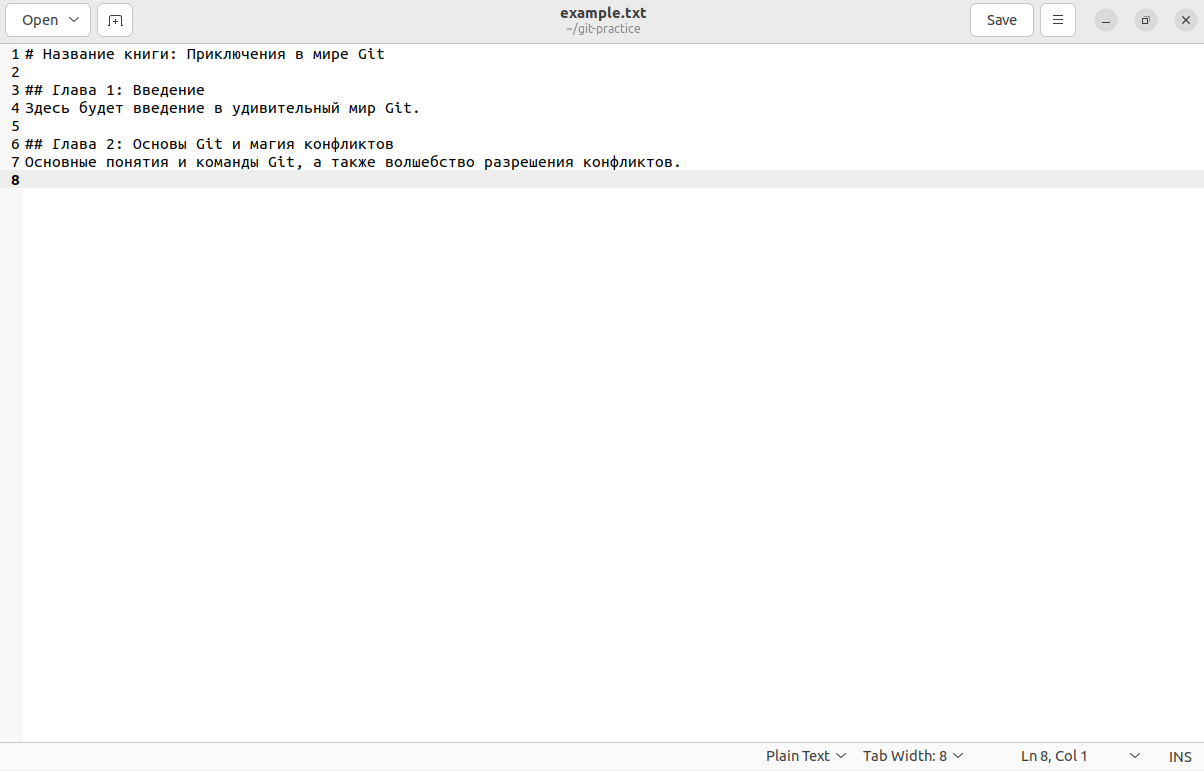 Open
example.txt
~/git-practice
Save
1 # Название книги: Приключения в мире Git
2
3 ## Глава 1: Введение
4 Здесь будет введение в удивительный мир Git.
5
6 ## Глава 2: Основы Git и магия конфликтов
7 Основные понятия и команды Git, а также волшебство разрешения конфликтов.
8
Plain Text Tab Width: 8 Ln 8, Col 1 INS